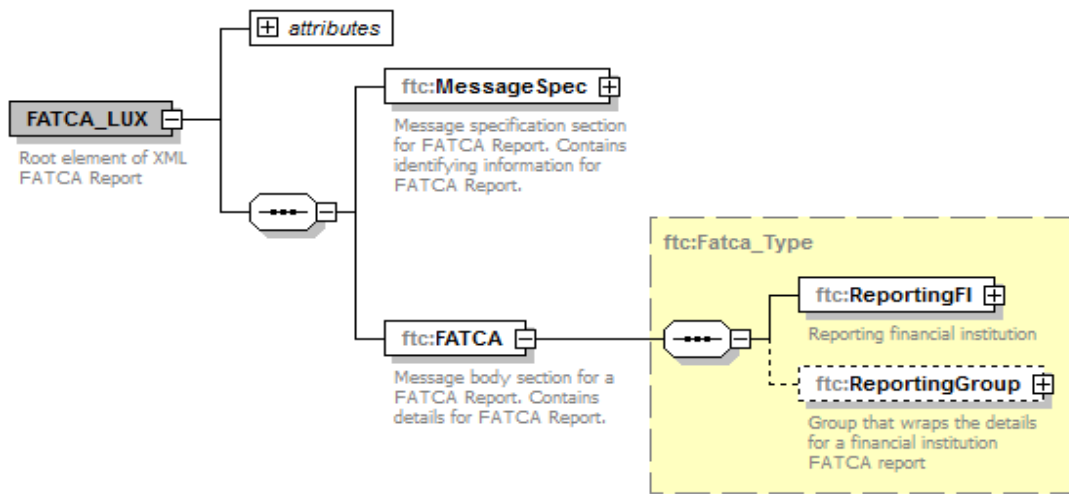 attributes
FATCA_LUX
Root element of XML
FATCA Report
ftc:MessageSpec
Message specification section
for FATCA Report. Contains
identifying information for
FATCA Report.
ftc:FATCA
Message body section for a
FATCA Report. Contains
details for FATCA Report.
ftc:Fatca_Type
ftc:ReportingFI
Reporting financial institution
ftc:ReportingGroup
Group that wraps the details
for a financial institution
FATCA report